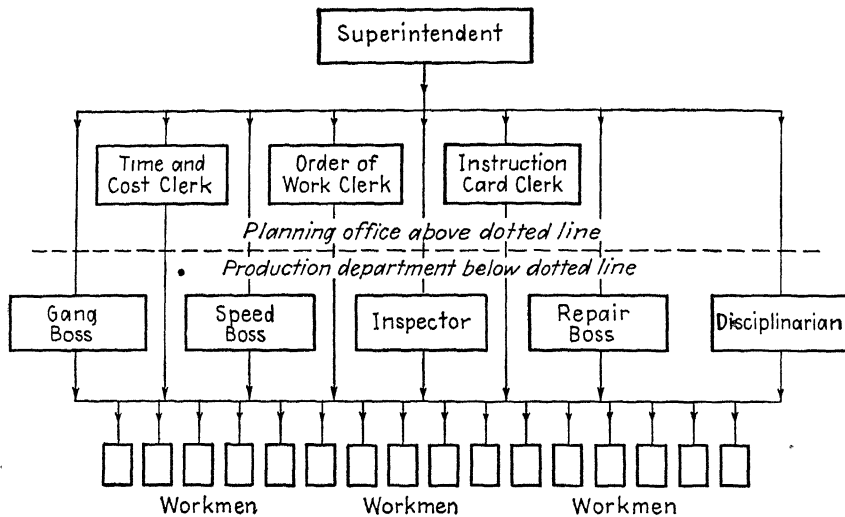 Superintendent
Time and
Cost Clerk
Order of
Work Clerk
Instruction
Card Clerk
Planning office above dotted line
Production department below dotted line
Gang
Boss
Speed
Boss
Inspector
Repair
Boss
Disciplinarian
Workmen
Workmen
Workmen